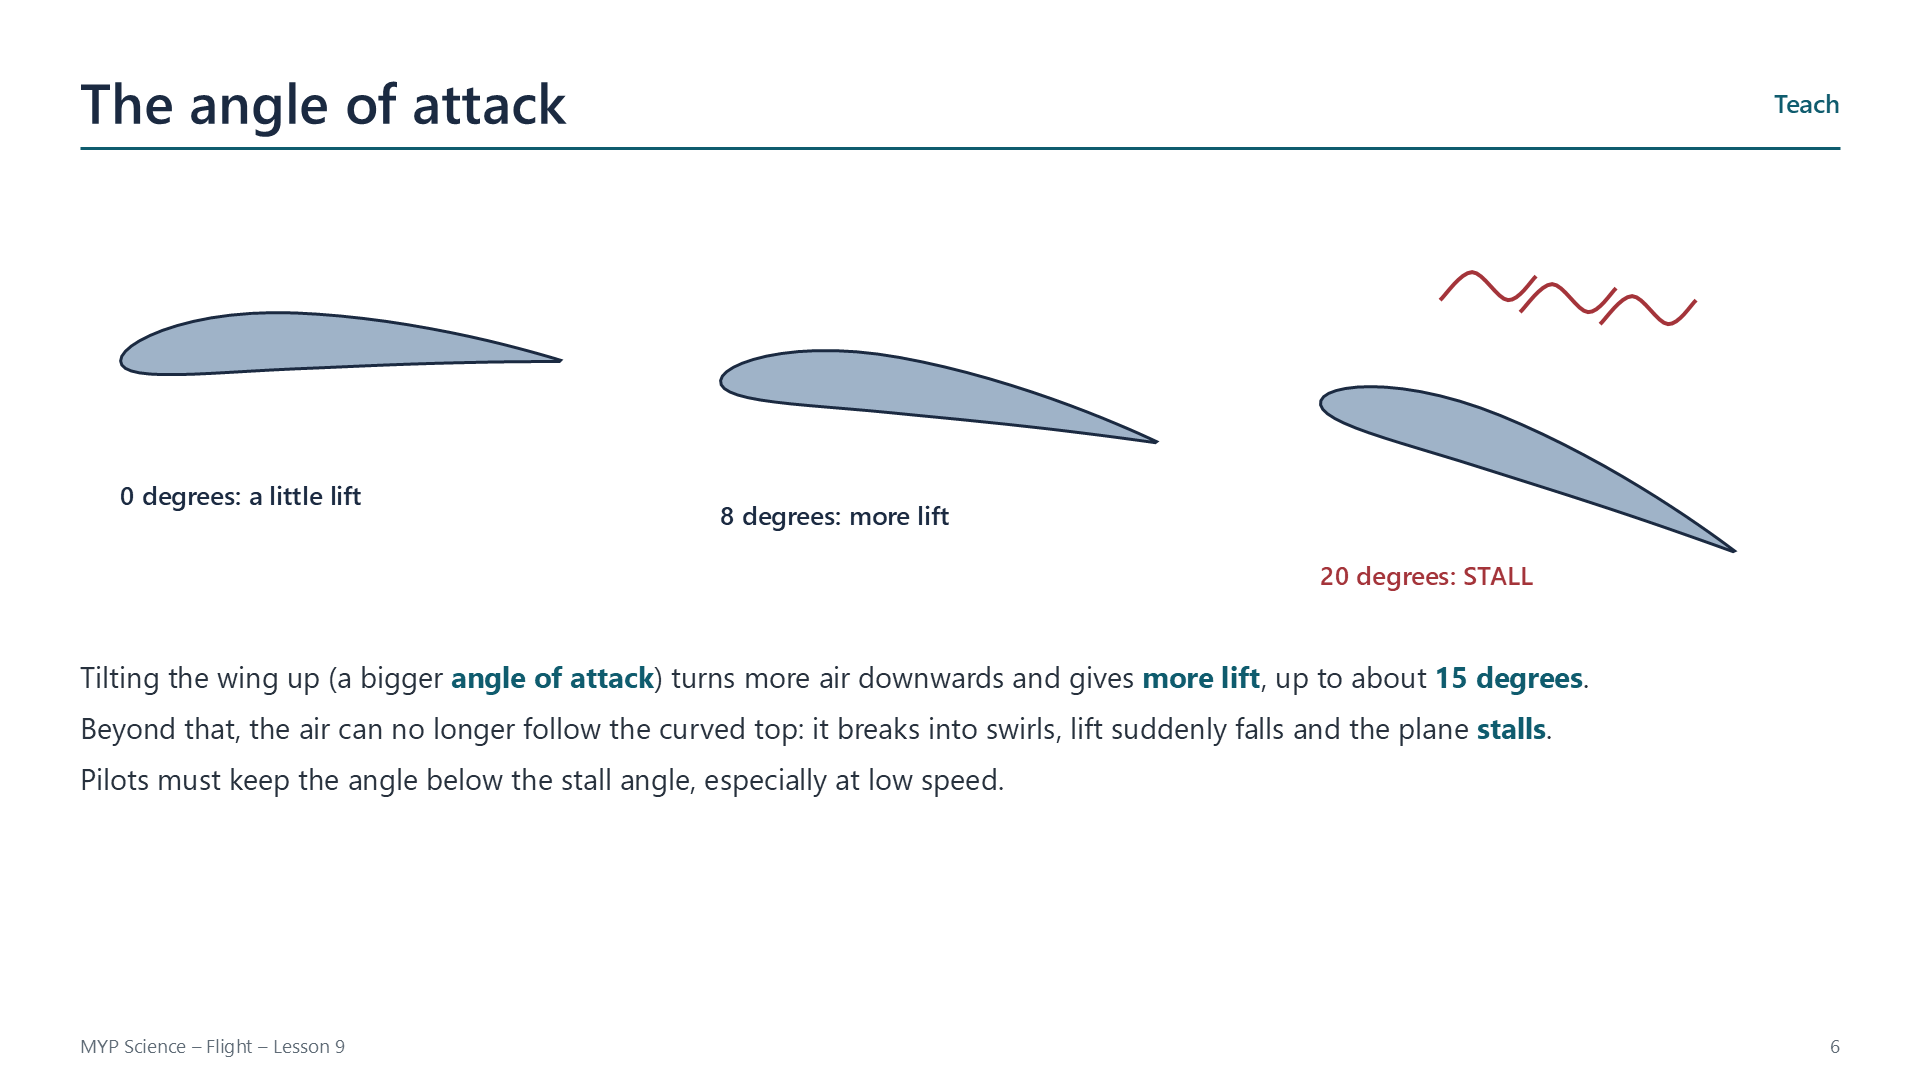 The angle of attack
Teach
0 degrees: a little lift
8 degrees: more lift
20 degrees: STALL
Tilting the wing up (a bigger angle of attack) turns more air downwards and gives more lift, up to about 15 degrees.
Beyond that, the air can no longer follow the curved top: it breaks into swirls, lift suddenly falls and the plane stalls.
Pilots must keep the angle below the stall angle, especially at low speed.
MYP Science – Flight – Lesson 9
6